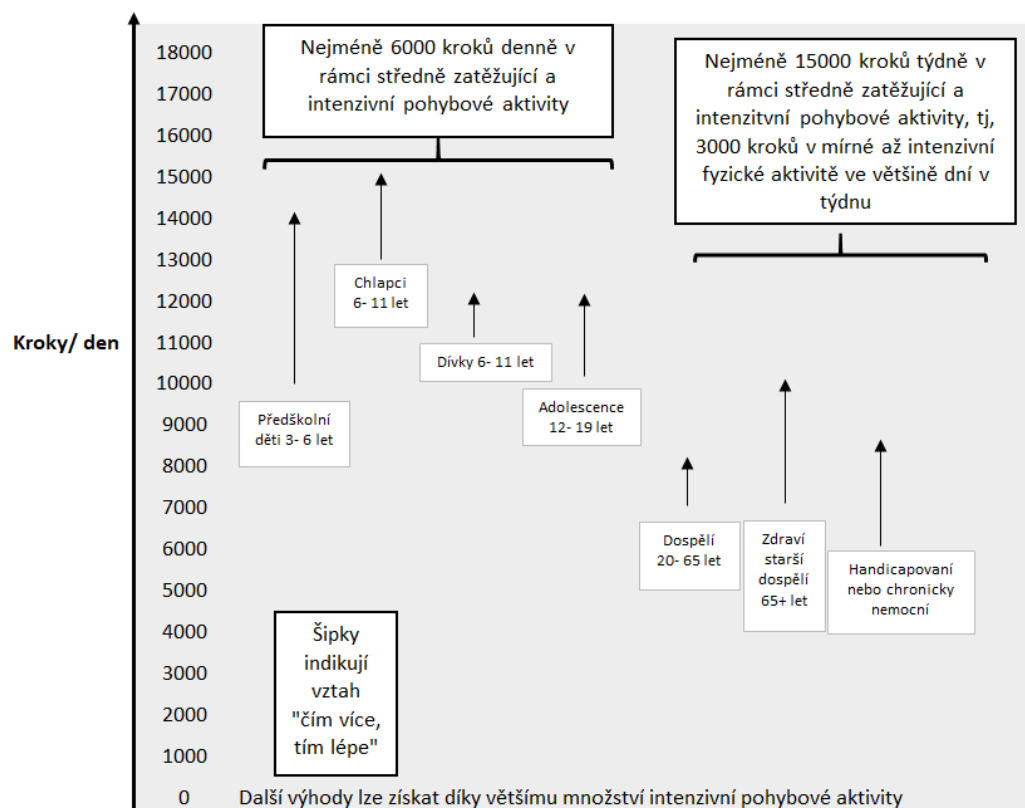 Kroky/ den
18000
17000
16000
15000
14000
13000
12000
11000
10000
9000
8000
7000
6000
5000
4000
3000
2000
1000
0
Nejméně 6000 kroků denně v
rámci středně zatěžující a
intenzivní pohybové aktivity
Nejméně 15000 kroků týdně v
rámci středně zatěžující a
intenzitvní pohybové aktivity, tj,
3000 kroků v mírné až intenzivní
fyzické aktivitě ve většině dní v
týdnu
Předškolní
děti 3- 6 let
Chlapci
6- 11 let
Dívky 6- 11 let
Adolescence
12- 19 let
Dospělí
20- 65 let
Zdraví
starší
dospělí
65+ let
Handicapovaní
nebo chronicky
nemocní
Šipky
indikují
vztah
"čím více,
tím lépe"
Další výhody lze získat díky většímu množství intenzivní pohybové aktivity